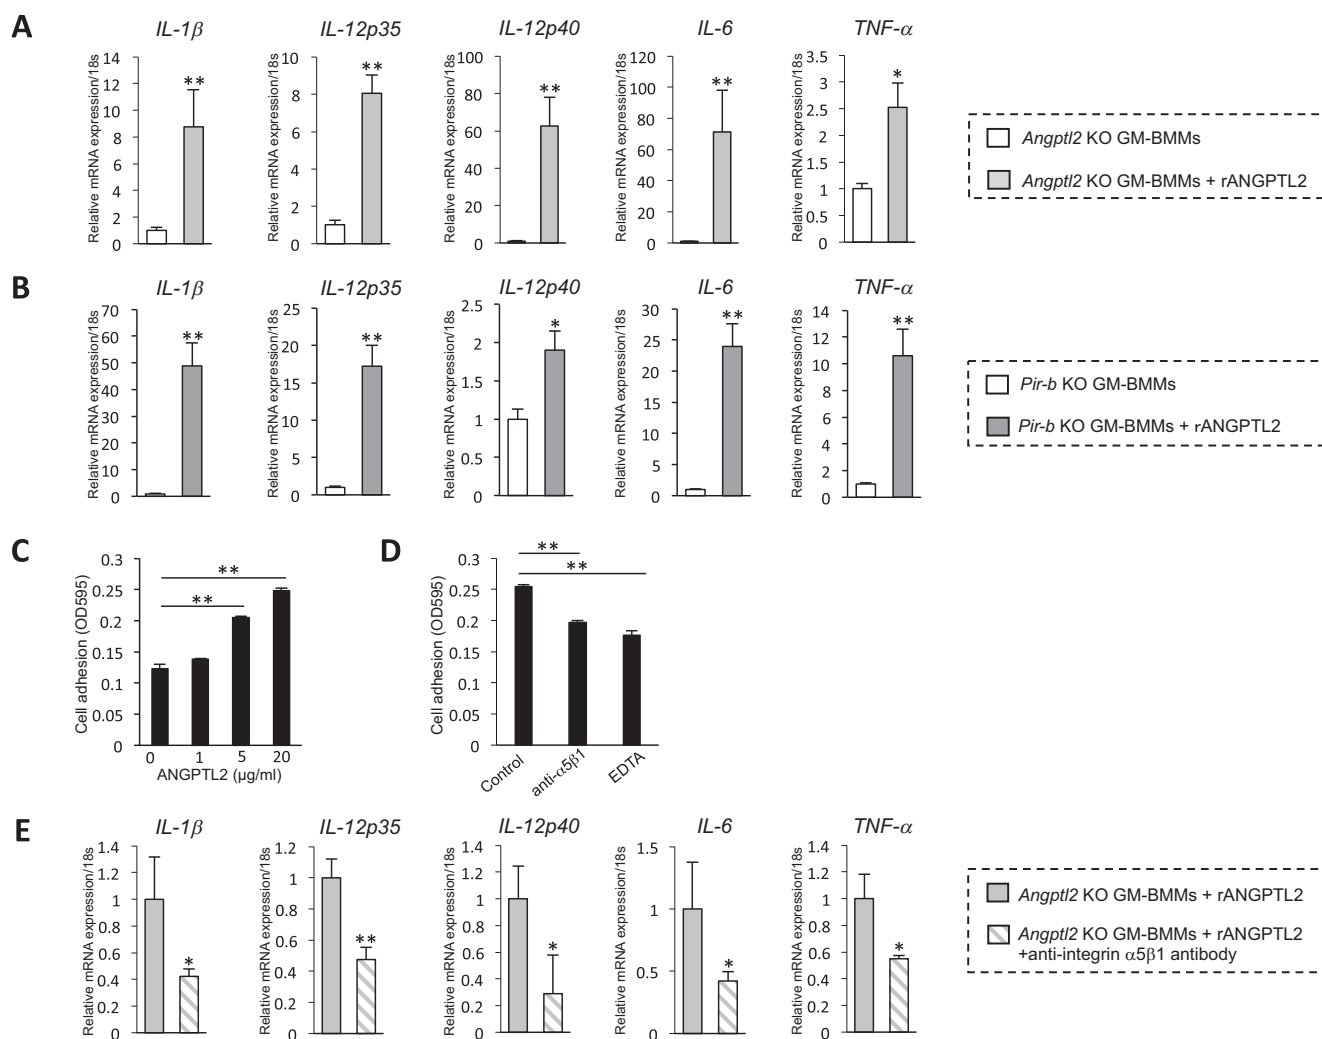 A
IL-1β
IL-12p35
IL-12p40
IL-6
TNF-α
Relative mRNA expression/18s
14
12
10
8
6
4
2
0
**
Relative mRNA expression/18s
10
8
6
4
2
0
**
Relative mRNA expression/18s
100
80
60
40
20
0
**
Relative mRNA expression/18s
120
100
80
60
40
20
0
**
Relative mRNA expression/18s
3.5
3
2.5
2
1.5
1
0.5
0
*
Angptl2 KO GM-BMMs
Angptl2 KO GM-BMMs + rANGPTL2
B
IL-1β
IL-12p35
IL-12p40
IL-6
TNF-α
Relative mRNA expression/18s
70
60
50
40
30
20
10
0
**
Relative mRNA expression/18s
25
20
15
10
5
0
**
Relative mRNA expression/18s
2.5
2
1.5
1
0.5
0
*
Relative mRNA expression/18s
30
25
20
15
10
5
0
**
Relative mRNA expression/18s
14
12
10
8
6
4
2
0
**
Pir-b KO GM-BMMs
Pir-b KO GM-BMMs + rANGPTL2
C
Cell adhesion (OD595)
0.3
0.25
0.2
0.15
0.1
0.05
0
**
**
0 1 5 20
ANGPTL2 (µg/ml)
D
Cell adhesion (OD595)
0.3
0.25
0.2
0.15
0.1
0.05
0
**
**
Control
anti-α5β1
EDTA
E
IL-1β
IL-12p35
IL-12p40
IL-6
TNF-α
Relative mRNA expression/18s
1.4
1.2
1
0.8
0.6
0.4
0.2
0
*
Relative mRNA expression/18s
1.2
1
0.8
0.6
0.4
0.2
0
**
Relative mRNA expression/18s
1.4
1.2
1
0.8
0.6
0.4
0.2
0
*
Relative mRNA expression/18s
1.5
1
0.5
0
*
Relative mRNA expression/18s
1.4
1.2
1
0.8
0.6
0.4
0.2
0
*
Angptl2 KO GM-BMMs + rANGPTL2
Angptl2 KO GM-BMMs + rANGPTL2
+anti-integrin α5β1 antibody